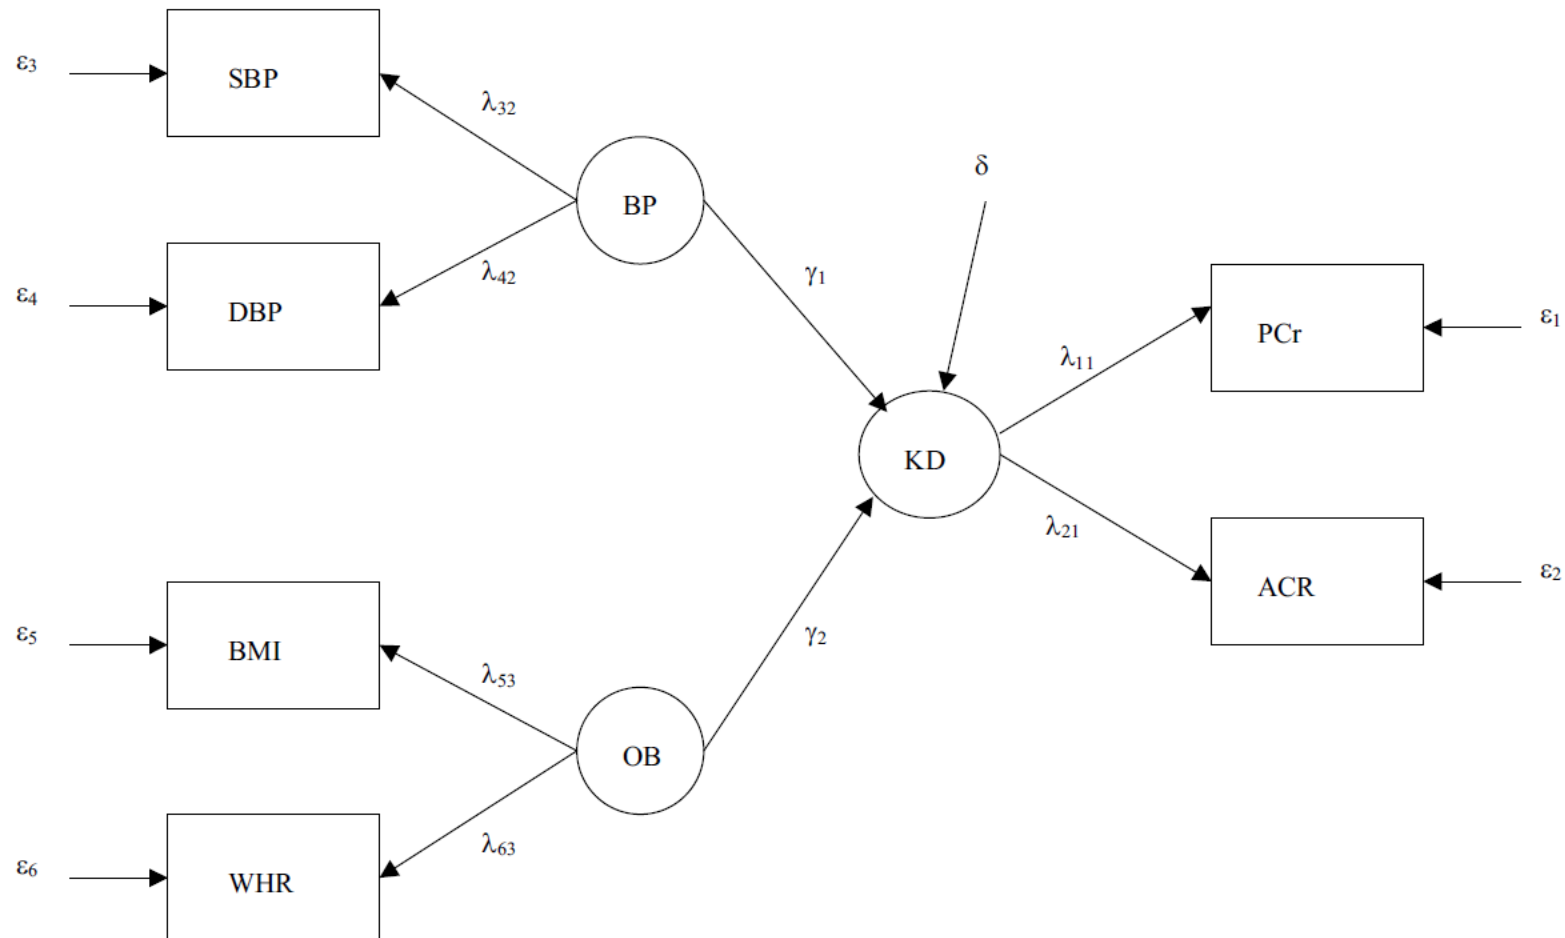 ε₃
SBP
λ₃₂
BP
δ
ε₄
DBP
λ₄₂
γ₁
PCr
ε₁
λ₁₁
KD
λ₂₁
ACR
ε₂
ε₅
BMI
λ₅₃
γ₂
OB
ε₆
WHR
λ₆₃